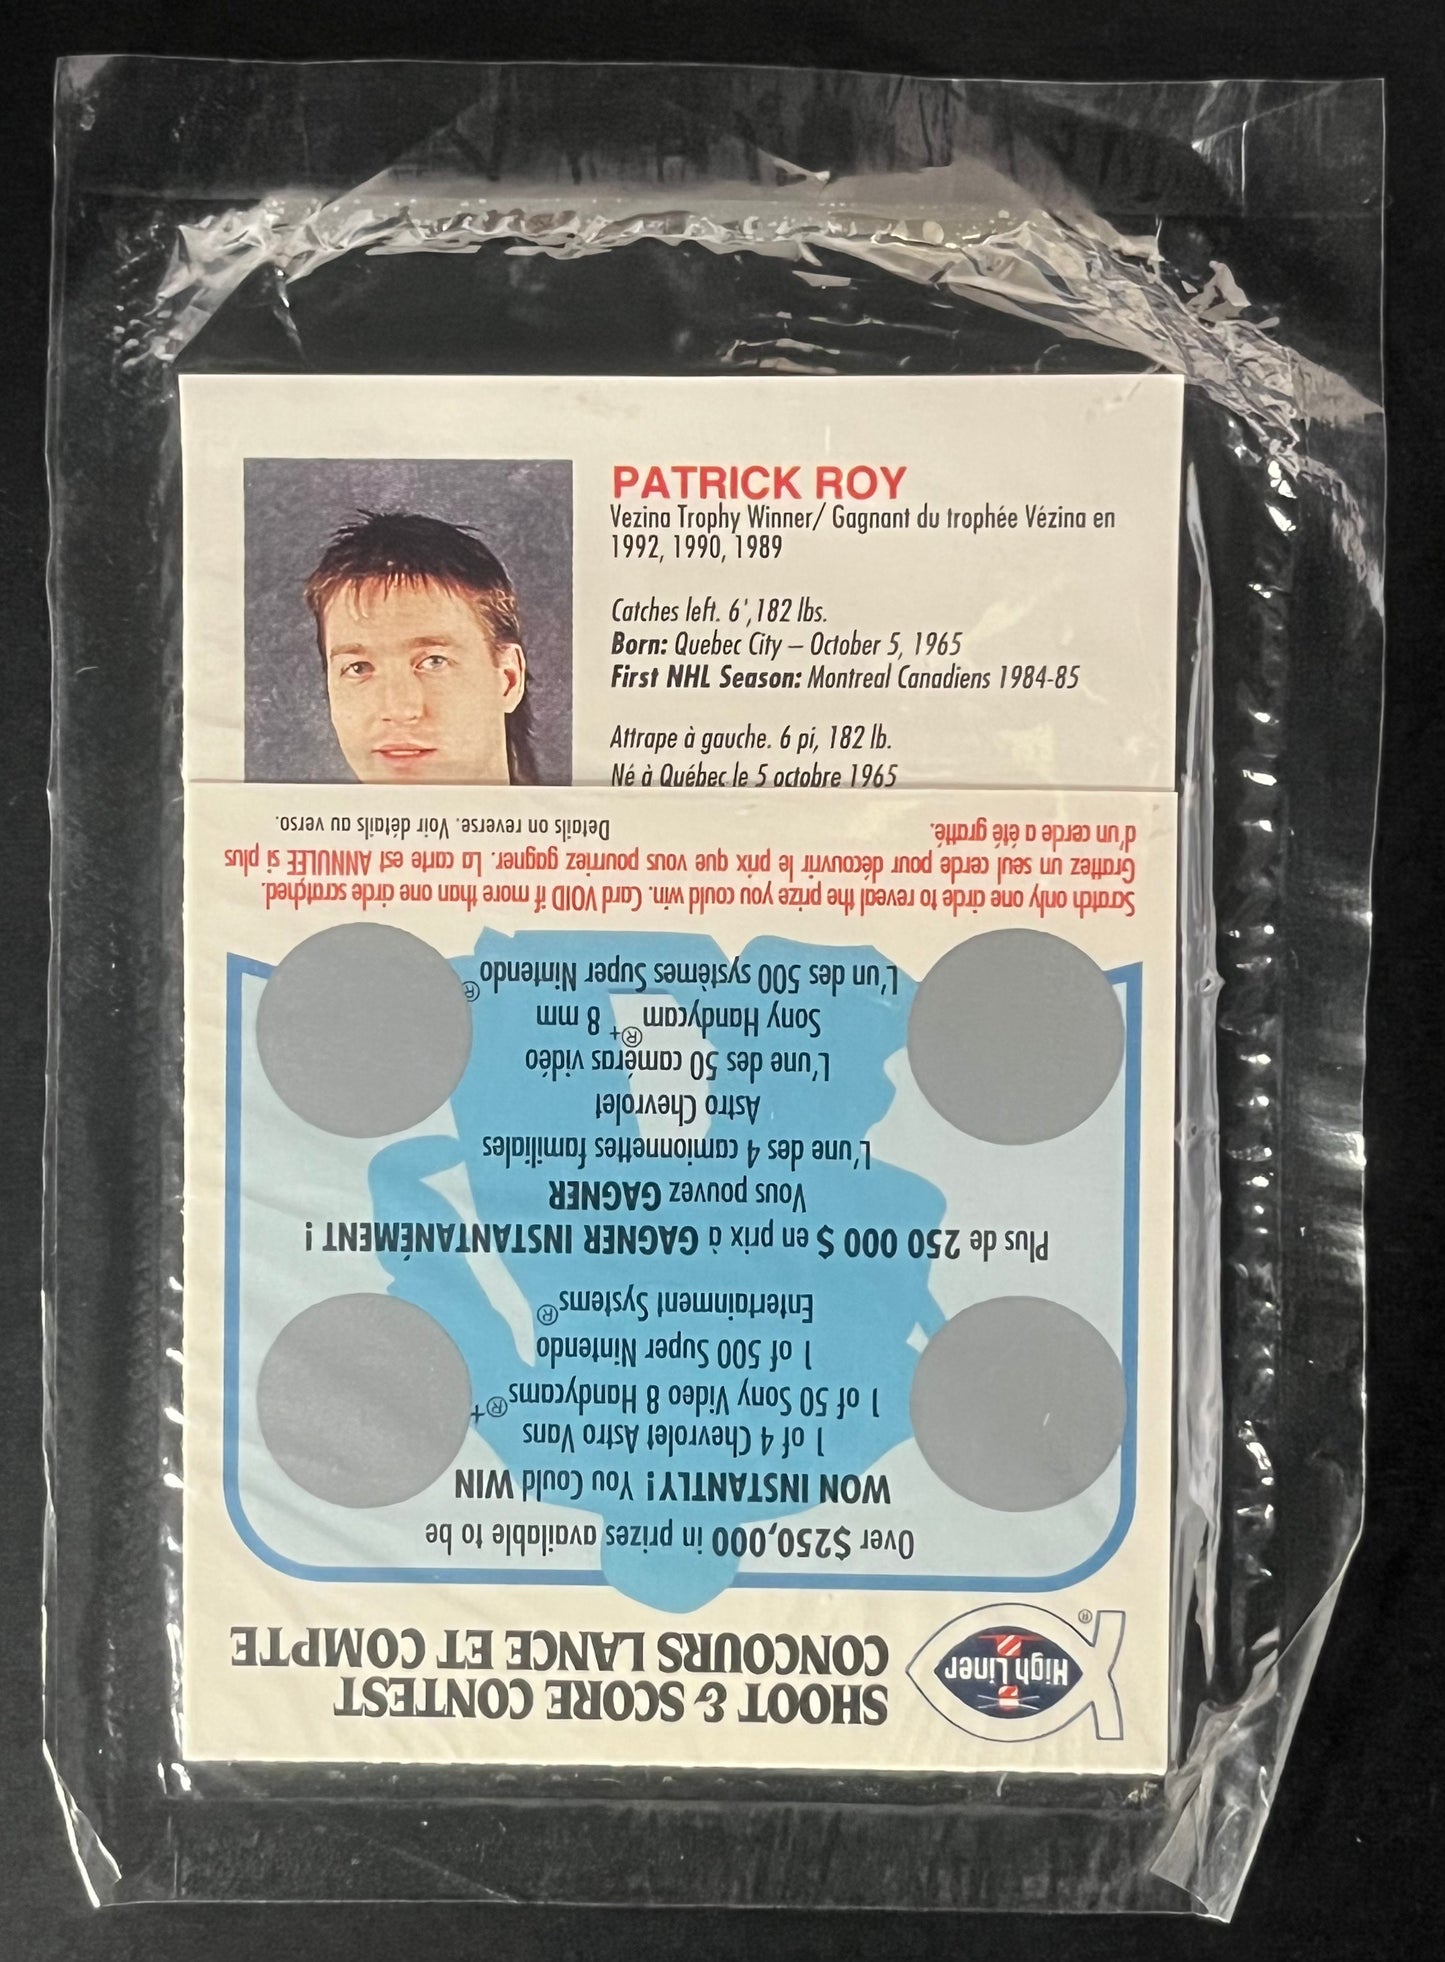 PATRICK ROY
Vezina Trophy Winner/ Gagnant du trophée Vézina en
1992, 1990, 1989
Catches left. 6', 182 lbs.
Born: Quebec City – October 5, 1965
First NHL Season: Montreal Canadiens 1984-85
Attrape à gauche. 6 pi, 182 lb.
Né à Québec le 5 octobre 1965
High Liner
®
SHOOT & SCORE CONTEST
CONCOURS LANCE ET COMPTE
Over $250,000 in prizes available to be
WON INSTANTLY! You Could WIN
1 of 4 Chevrolet Astro Vans
1 of 50 Sony Video 8 Handycams®+
1 of 500 Super Nintendo
Entertainment Systems®
Plus de 250 000 $ en prix à GAGNER INSTANTANÉMENT !
Vous pouvez GAGNER
L'une des 4 camionnettes familiales
Astro Chevrolet
L'une des 50 caméras vidéo
Sony Handycam®+ 8 mm
L'un des 500 systèmes Super Nintendo®
Scratch only one circle to reveal the prize you could win. Card VOID if more than one circle scratched.
Grattez un seul cercle pour découvrir le prix que vous pourriez gagner. La carte est ANNULÉE si plus
d'un cercle a été gratté.
Details on reverse. Voir détails au verso.